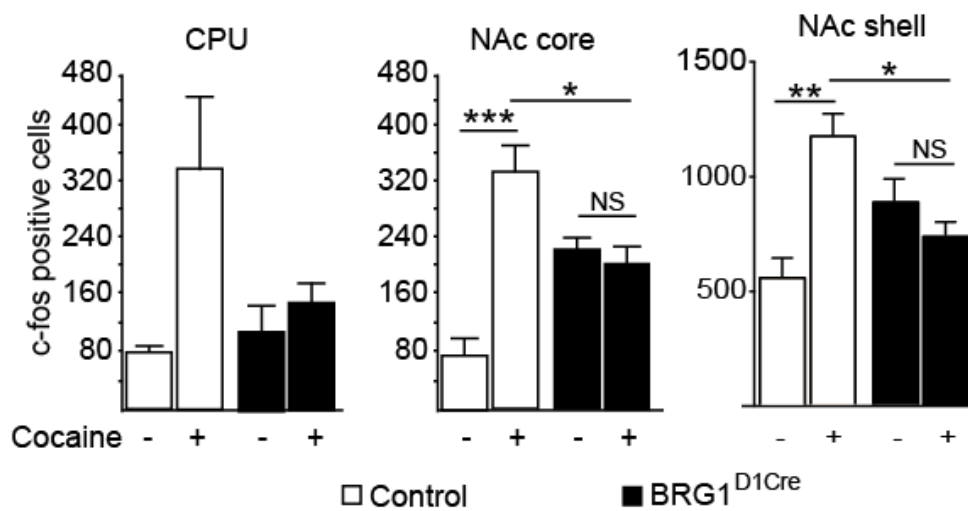 CPU
NAc core
NAc shell
c-fos positive cells
480
400
320
240
160
80
480
400
320
240
160
80
*
***
NS
1500
1000
500
*
**
NS
Cocaine - + - +
- + - +
- + - +
Control BRG1D1Cre